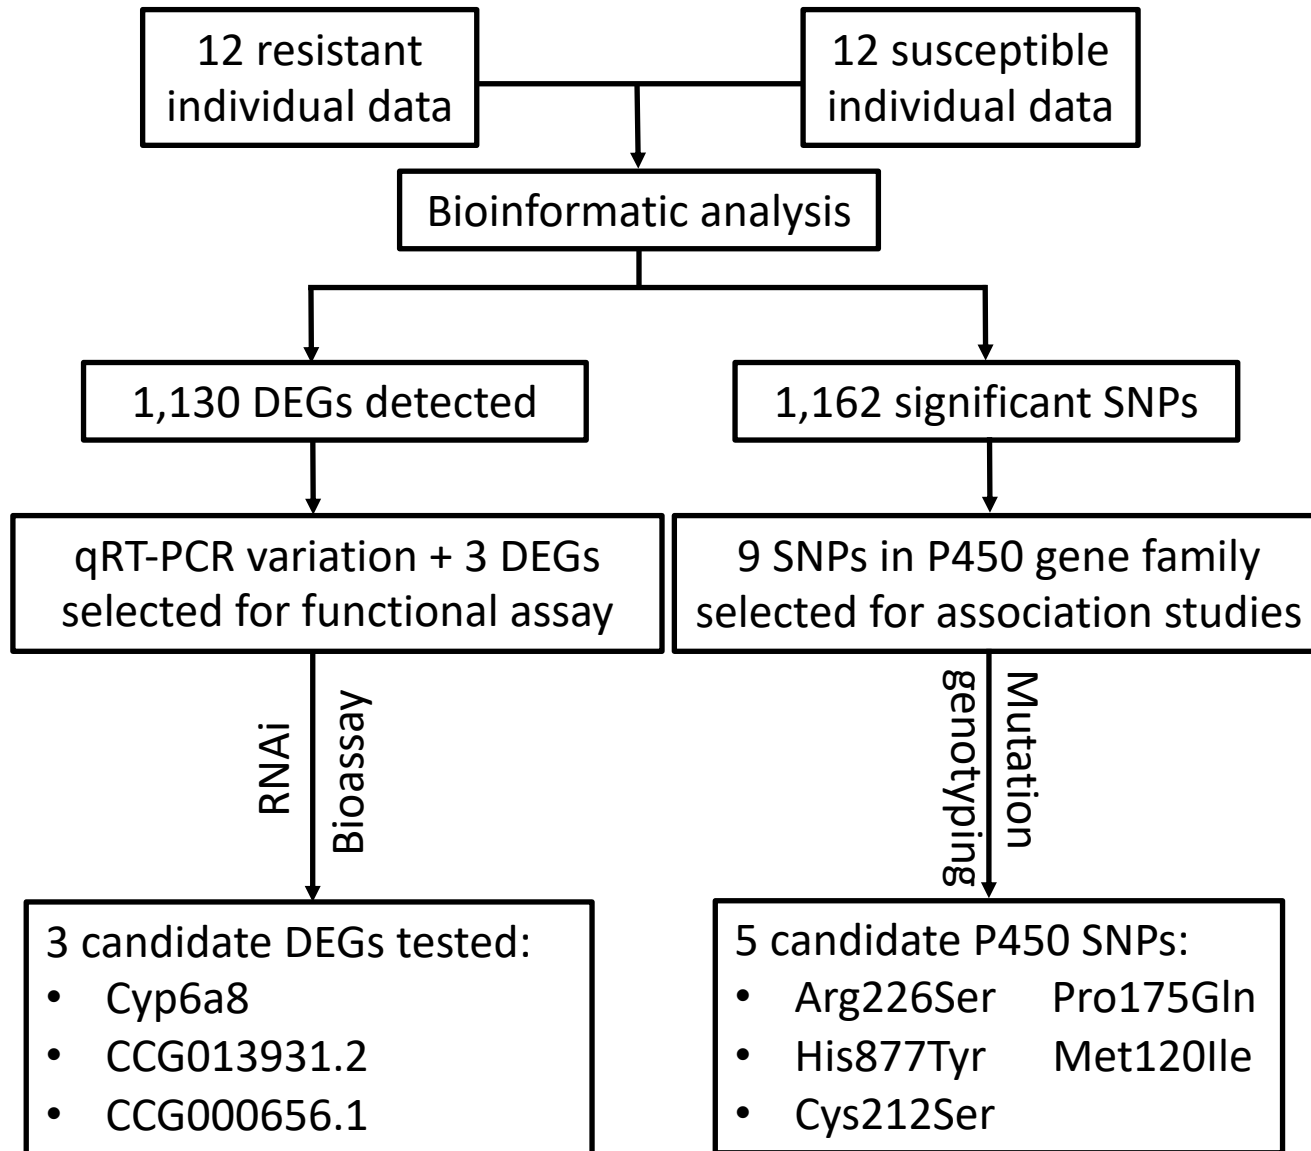 12 resistant
individual data
12 susceptible
individual data
Bioinformatic analysis
1,130 DEGs detected
1,162 significant SNPs
qRT-PCR variation + 3 DEGs
selected for functional assay
9 SNPs in P450 gene family
selected for association studies
RNAi
Bioassay
Mutation
genotyping
3 candidate DEGs tested:
• Cyp6a8
• CCG013931.2
• CCG000656.1
5 candidate P450 SNPs:
• Arg226Ser Pro175Gln
• His877Tyr Met120Ile
• Cys212Ser